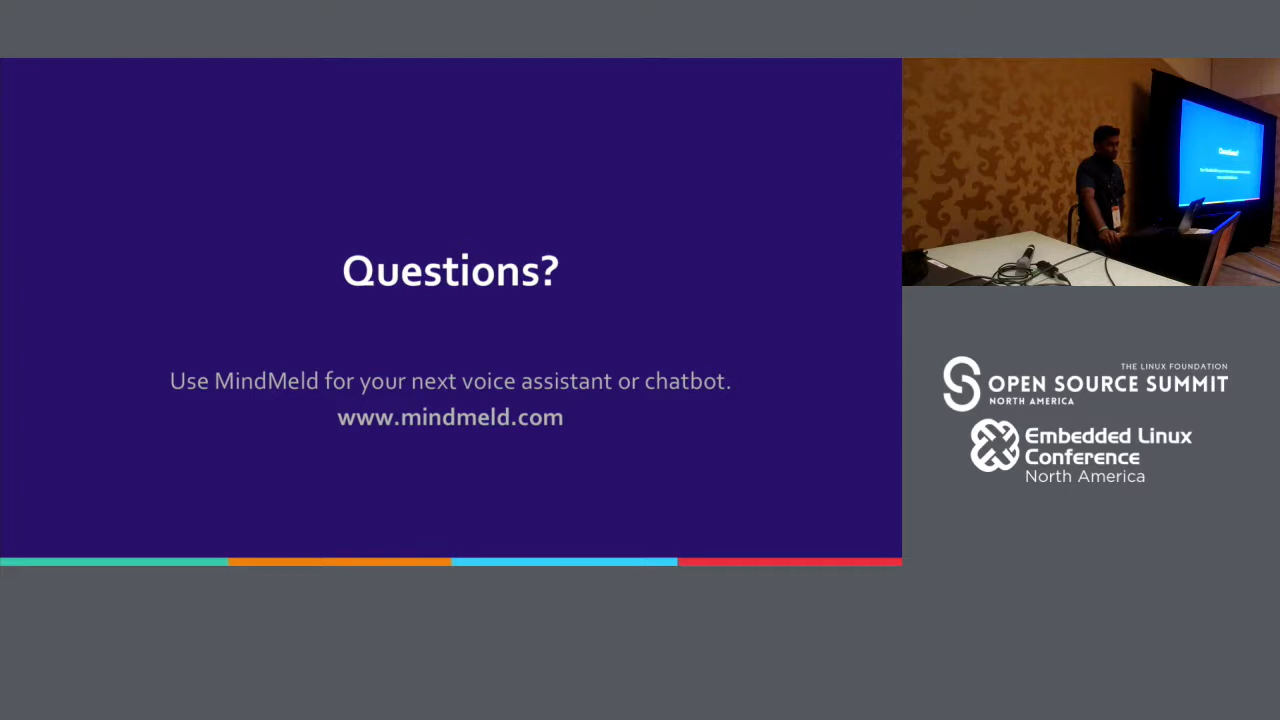 Questions?
Use MindMeld for your next voice assistant or chatbot.
www.mindmeld.com
Questions?
THE LINUX FOUNDATION
OPEN SOURCE SUMMIT
NORTH AMERICA
Embedded Linux
Conference
North America